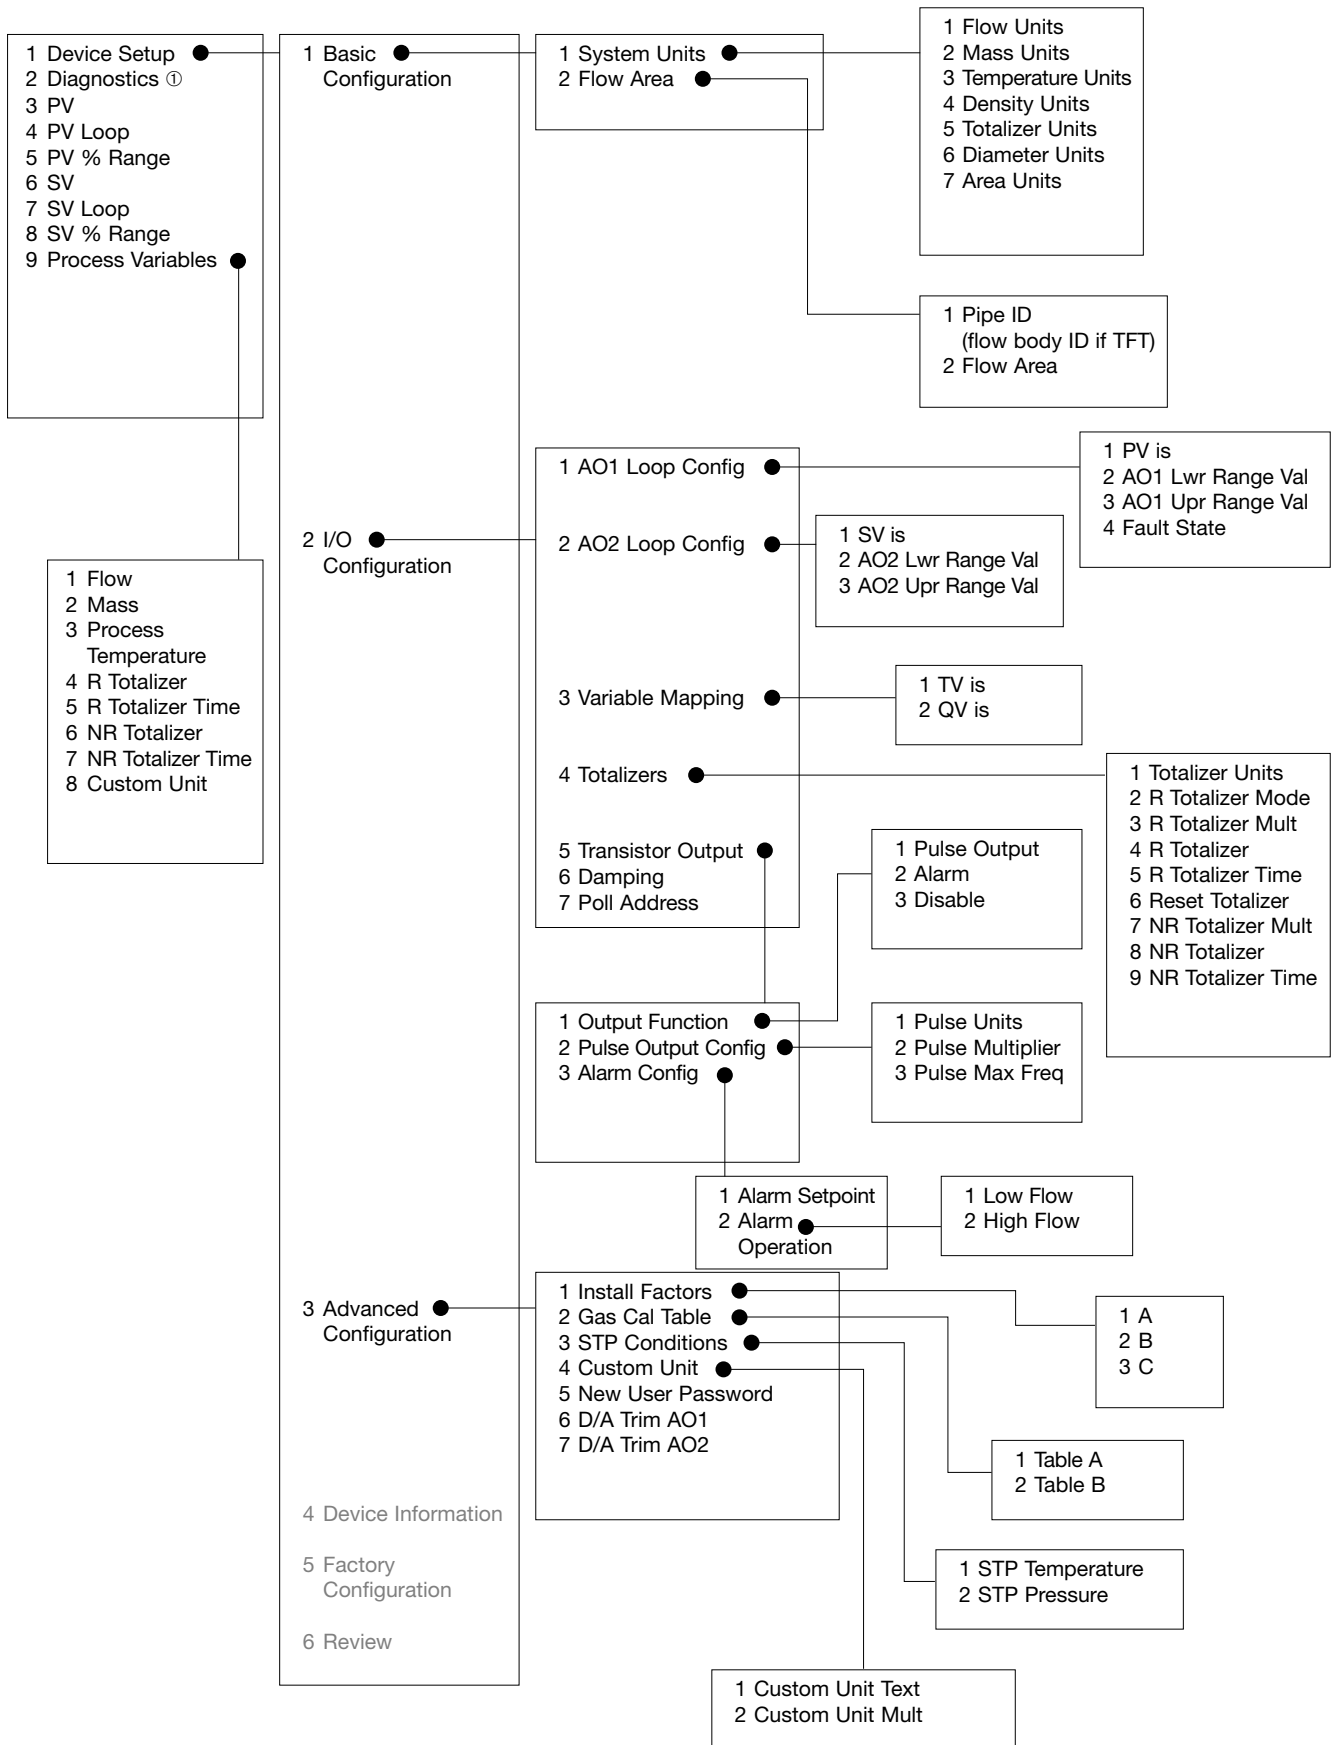 1 Device Setup
2 Diagnostics ①
3 PV
4 PV Loop
5 PV % Range
6 SV
7 SV Loop
8 SV % Range
9 Process Variables
1 Flow
2 Mass
3 Process
Temperature
4 R Totalizer
5 R Totalizer Time
6 NR Totalizer
7 NR Totalizer Time
8 Custom Unit
1 Basic
Configuration
2 I/O
Configuration
3 Advanced
Configuration
4 Device Information
5 Factory
Configuration
6 Review
1 System Units
2 Flow Area
1 Flow Units
2 Mass Units
3 Temperature Units
4 Density Units
5 Totalizer Units
6 Diameter Units
7 Area Units
1 Pipe ID
(flow body ID if TFT)
2 Flow Area
1 AO1 Loop Config
2 AO2 Loop Config
3 Variable Mapping
4 Totalizers
5 Transistor Output
6 Damping
7 Poll Address
1 PV is
2 AO1 Lwr Range Val
3 AO1 Upr Range Val
4 Fault State
1 SV is
2 AO2 Lwr Range Val
3 AO2 Upr Range Val
1 TV is
2 QV is
1 Totalizer Units
2 R Totalizer Mode
3 R Totalizer Mult
4 R Totalizer
5 R Totalizer Time
6 Reset Totalizer
7 NR Totalizer Mult
8 NR Totalizer
9 NR Totalizer Time
1 Pulse Output
2 Alarm
3 Disable
1 Output Function
2 Pulse Output Config
3 Alarm Config
1 Pulse Units
2 Pulse Multiplier
3 Pulse Max Freq
1 Alarm Setpoint
2 Alarm
Operation
1 Low Flow
2 High Flow
1 Install Factors
2 Gas Cal Table
3 STP Conditions
4 Custom Unit
5 New User Password
6 D/A Trim AO1
7 D/A Trim AO2
1 A
2 B
3 C
1 Table A
2 Table B
1 STP Temperature
2 STP Pressure
1 Custom Unit Text
2 Custom Unit Mult